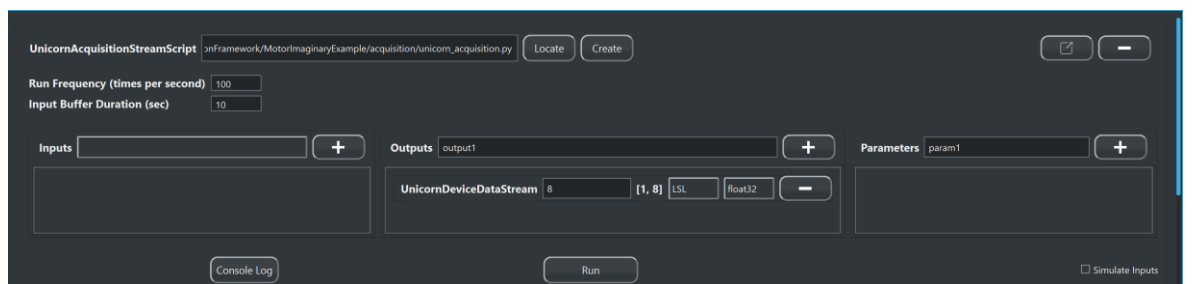 UnicornAcquisitionStreamScript onFramework/MotorImaginaryExample/acquisition/unicorn_acquisition.py Locate Create
Run Frequency (times per second) 100
Input Buffer Duration (sec) 10
Inputs + Outputs output1 + Parameters param1 +
UnicornDeviceDataStream 8 [1, 8] LSL float32 −
Console Log Run Simulate Inputs